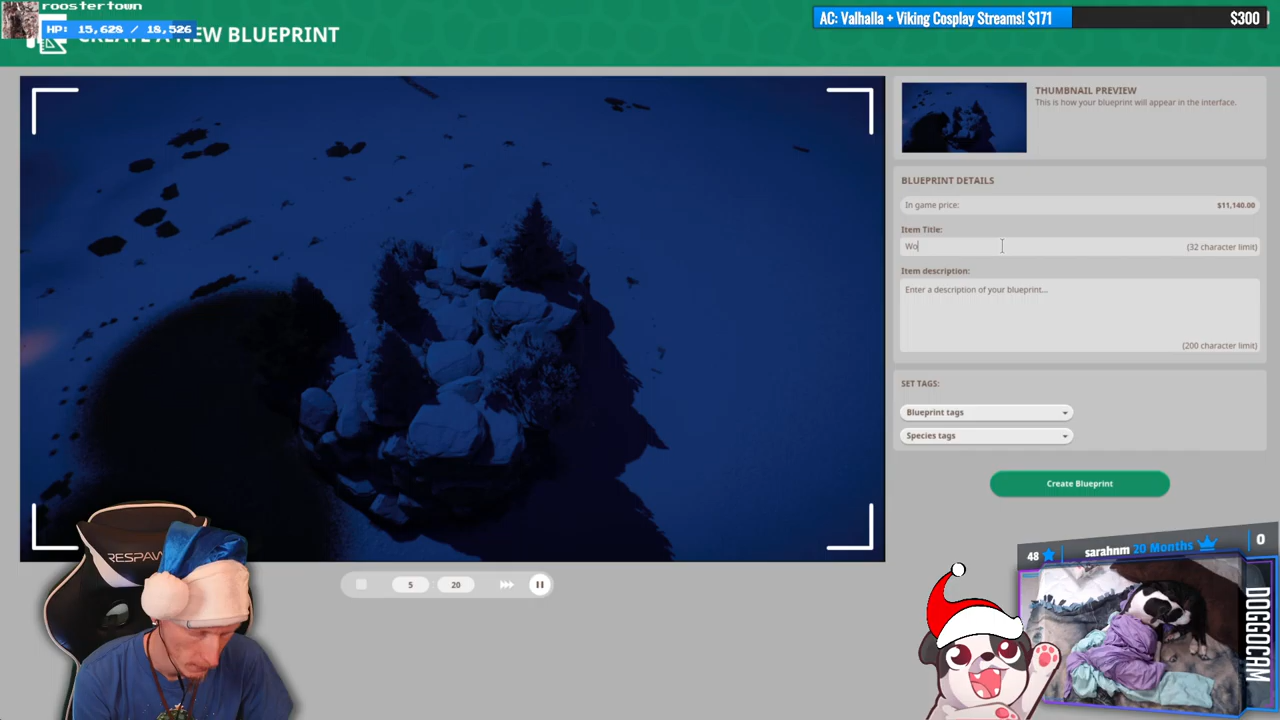 roostertown
HP: 15,628 / 18,526
CREATE A NEW BLUEPRINT
AC: Valhalla + Viking Cosplay Streams! $171
$300
THUMBNAIL PREVIEW
This is how your blueprint will appear in the interface.
BLUEPRINT DETAILS
In game price:
$11,140.00
Item Title:
Wo
(32 character limit)
Item description:
Enter a description of your blueprint...
(200 character limit)
SET TAGS:
Blueprint tags
Species tags
Create Blueprint
5
20
RESPAW
48
sarahnm 20 Months
0
DOGGOCAM